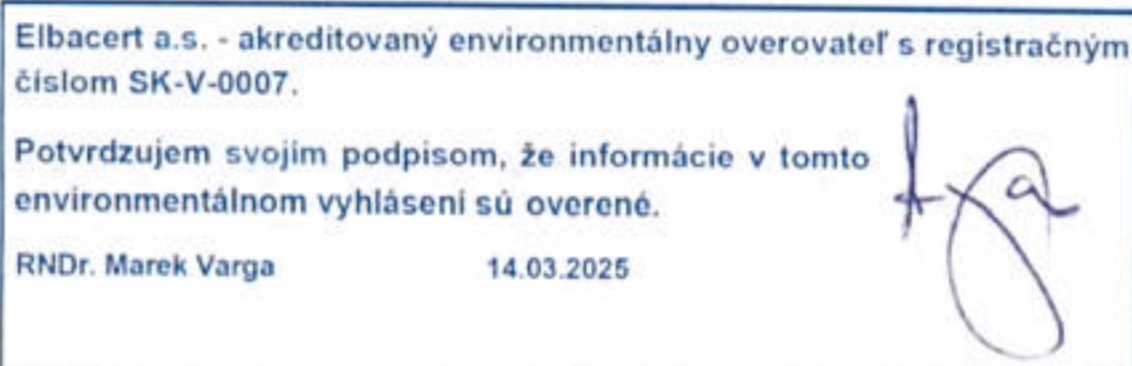 Elbacert a.s. - akreditovaný environmentálny overovateľ s registračným
číslom SK-V-0007.
Potvrdzujem svojim podpisom, že informácie v tomto
environmentálnom vyhlásení sú overené.
RNDr. Marek Varga 14.03.2025